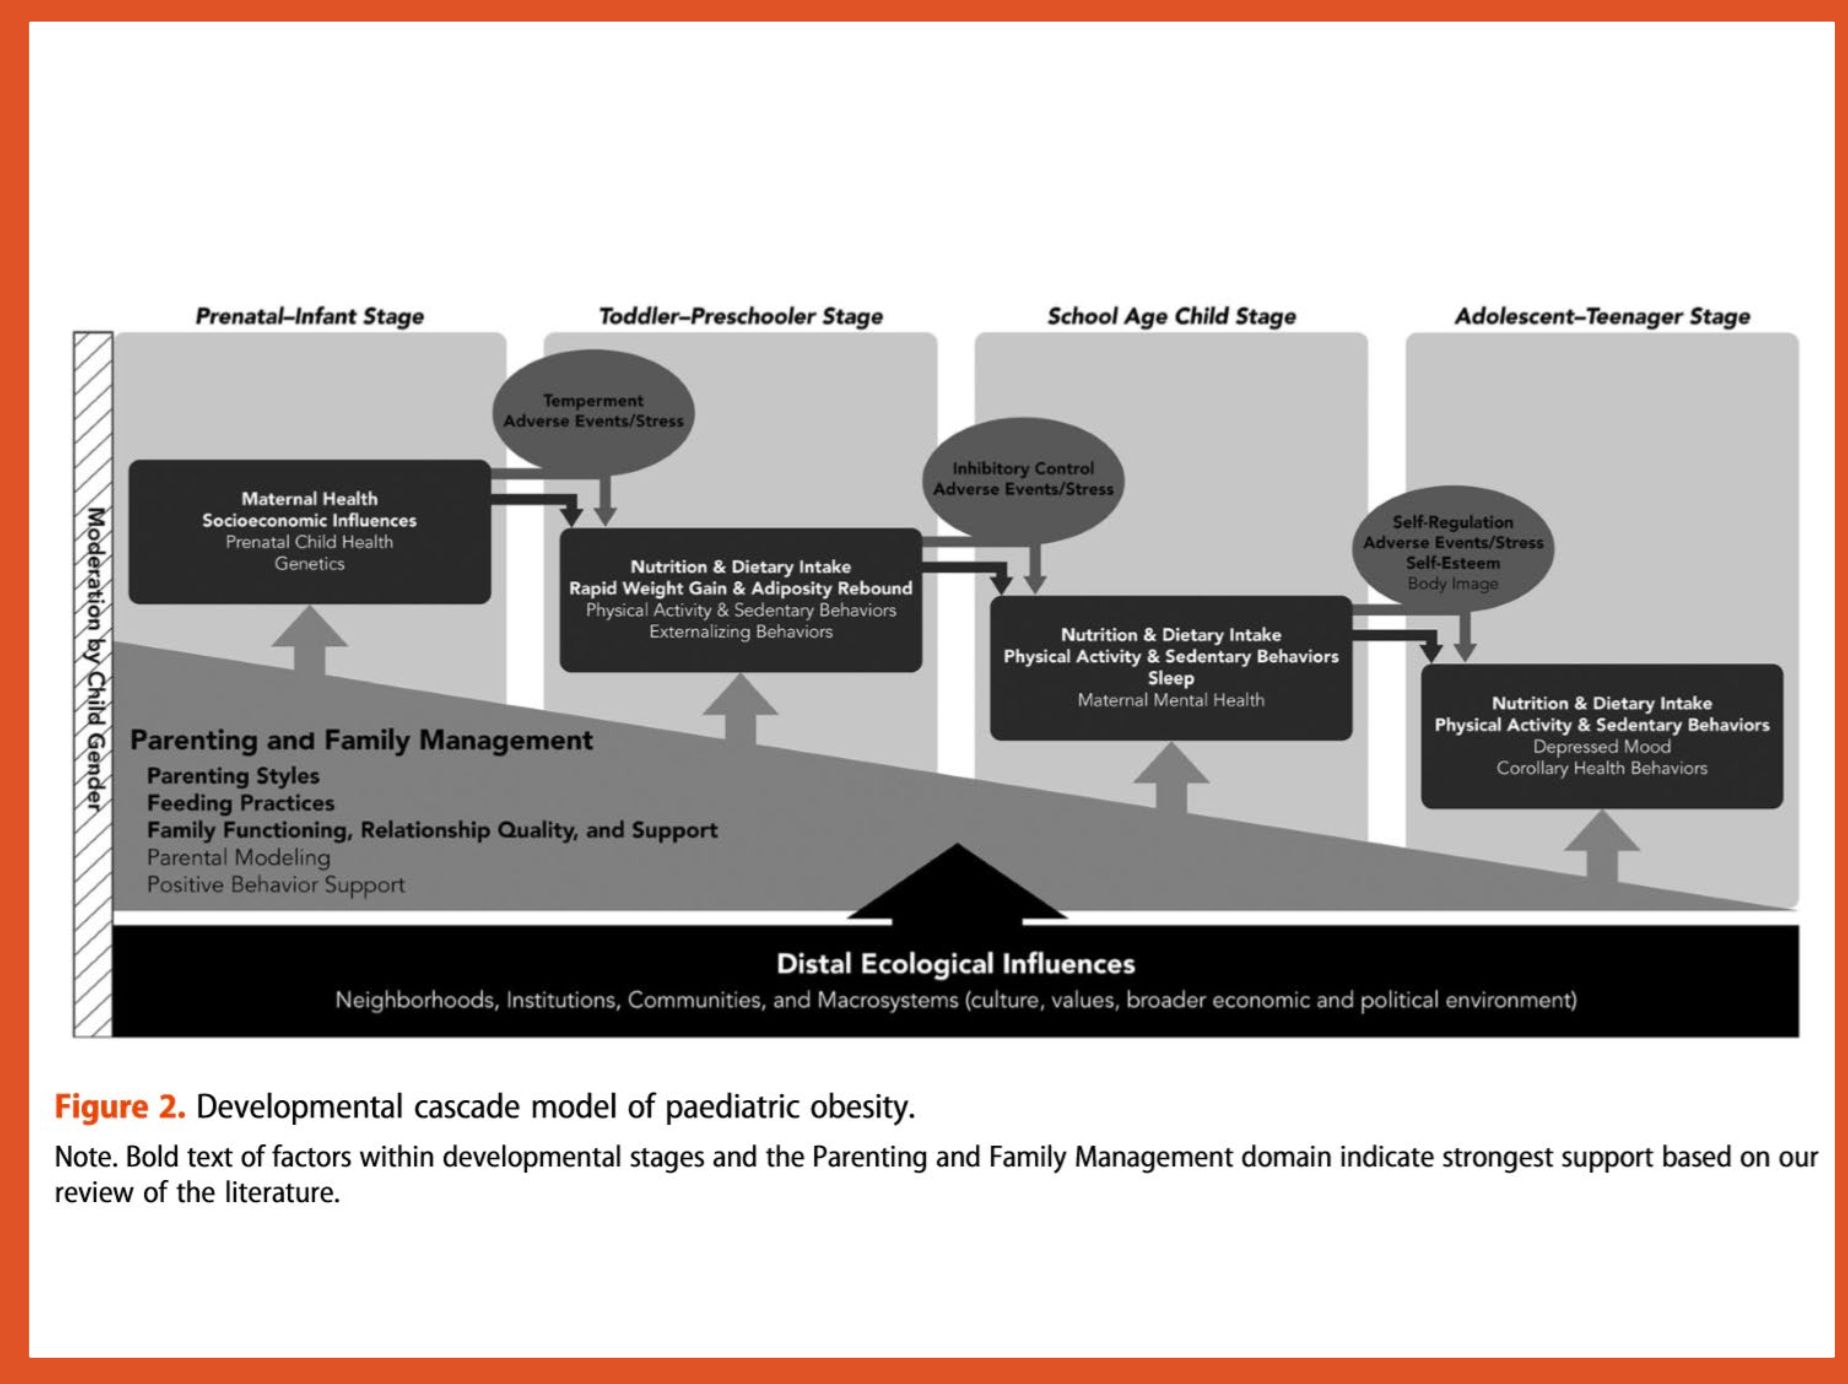 Prenatal–Infant Stage
Toddler–Preschooler Stage
School Age Child Stage
Adolescent–Teenager Stage
Moderation by Child Gender
Temperment
Adverse Events/Stress
Maternal Health
Socioeconomic Influences
Prenatal Child Health
Genetics
Inhibitory Control
Adverse Events/Stress
Nutrition & Dietary Intake
Rapid Weight Gain & Adiposity Rebound
Physical Activity & Sedentary Behaviors
Externalizing Behaviors
Self-Regulation
Adverse Events/Stress
Self-Esteem
Body Image
Nutrition & Dietary Intake
Physical Activity & Sedentary Behaviors
Sleep
Maternal Mental Health
Nutrition & Dietary Intake
Physical Activity & Sedentary Behaviors
Depressed Mood
Corollary Health Behaviors
Parenting and Family Management
Parenting Styles
Feeding Practices
Family Functioning, Relationship Quality, and Support
Parental Modeling
Positive Behavior Support
Distal Ecological Influences
Neighborhoods, Institutions, Communities, and Macrosystems (culture, values, broader economic and political environment)
Figure 2. Developmental cascade model of paediatric obesity.
Note. Bold text of factors within developmental stages and the Parenting and Family Management domain indicate strongest support based on our
review of the literature.